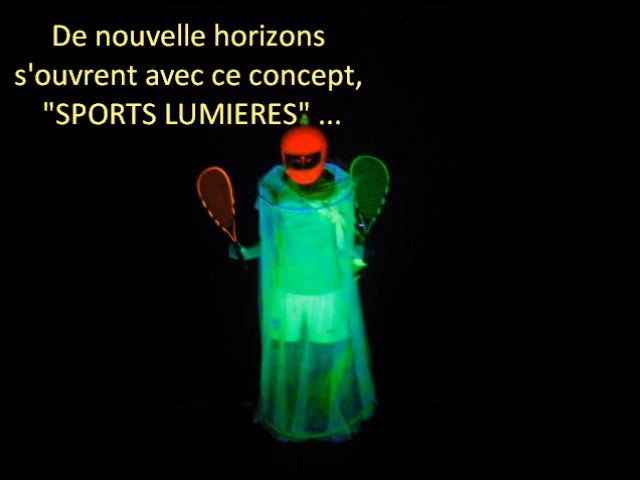 De nouvelle horizons
s'ouvrent avec ce concept,
"SPORTS LUMIERES" ...